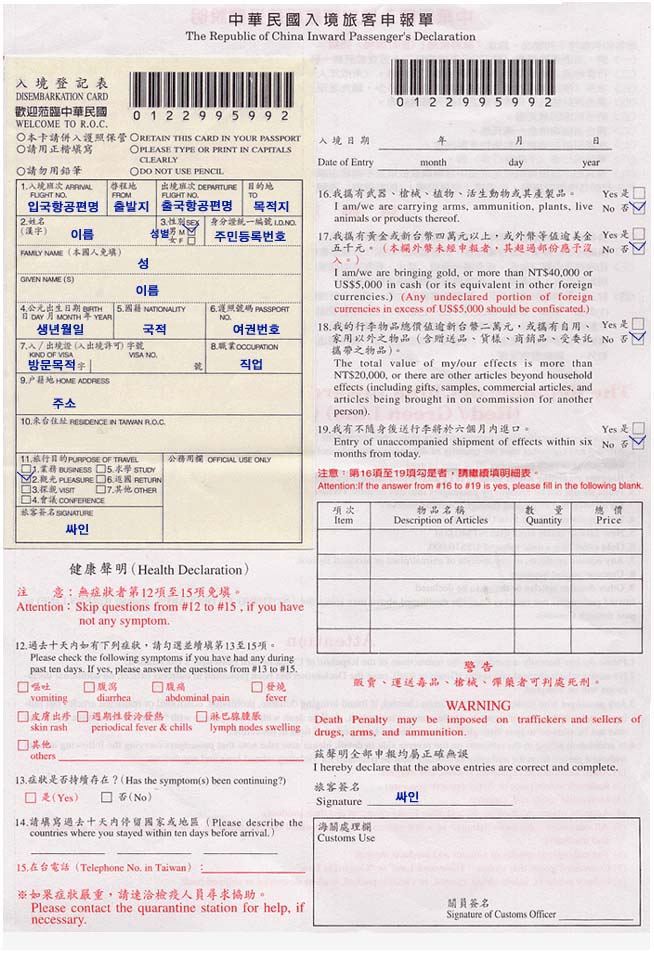 中華民國入境旅客申報單
The Republic of China Inward Passenger's Declaration
入境登記表
DISEMBARKATION CARD
歡迎蒞臨中華民國
WELCOME TO R.O.C.
0122995992
○本卡請併入護照保管 ○RETAIN THIS CARD IN YOUR PASSPORT
○請用正楷填寫 ○PLEASE TYPE OR PRINT IN CAPITALS CLEARLY
○請勿用鉛筆 ○DO NOT USE PENCIL
1.入境班次 ARRIVAL FLIGHT NO. 啓程地 FROM 出境班次 DEPARTURE FLIGHT NO. 目的地 TO
입국항공편명 출발지 출국항공편명 목적지
2.姓名 (漢字) 이름 3.性別 SEX 성별 男 M 女 F 身分證統一編號 I.D.NO. 주민등록번호
FAMILY NAME (本國人免填)
성
GIVEN NAME(S)
이름
4.公元出生日期 BIRTH 日 DAY 月 MONTH 年 YEAR 5.國籍 NATIONALITY 6.護照號碼 PASSPORT NO.
생년월일 국적 여권번호
7.入/出境證(入出境許可)字號 KIND OF VISA VISA NO. 8.職業 OCCUPATION
방문목적 字 號 직업
9.户籍地 HOME ADDRESS
주소
10.來台住址 RESIDENCE IN TAIWAN R.O.C.
11.旅行目的 PURPOSE OF TRAVEL 公務用欄 OFFICIAL USE ONLY
1.業務 BUSINESS 5.求學 STUDY
2.觀光 PLEASURE 6.返國 RETURN
3.探親 VISIT 7.其他 OTHER
4.會議 CONFERENCE
旅客簽名 SIGNATURE
싸인
健康聲明 (Health Declaration)
注 意：無症狀者第12項至15項免填。
Attention：Skip questions from #12 to #15 , if you have
not any symptom.
12.過去十天內如有下列症狀，請勾選並續填第13至15項。
Please check the following symptoms if you have had any during
past ten days. If yes, please answer the questions from #13 to #15.
嘔吐 腹瀉 腹痛 發燒
vomiting diarrhea abdominal pain fever
皮膚出疹 週期性發冷發熱 淋巴腺腫脹
skin rash periodical fever & chills lymph nodes swelling
其他
others
13.症狀是否持續存在？(Has the symptom(s) been continuing?)
是(Yes) 否(No)
14.請填寫過去十天內停留國家或地區 (Please describe the
countries where you stayed within ten days before arrival.)
15.在台電話 (Telephone No. in Taiwan)：
※如果症狀嚴重，請速洽檢疫人員尋求協助。
Please contact the quarantine station for help, if
necessary.
0122995992
入境日期 年 月 日
Date of Entry month day year
16.我攜有武器、槍械、植物、活生動物或其產製品。 Yes 是
I am/we are carrying arms, ammunition, plants, live No 否
animals or products thereof.
17.我攜有黃金或新台幣四萬元以上，或外幣等值逾美金 Yes 是
五千元。(本欄外幣未經申報者，其超過部份應予沒 No 否
入。)
I am/we are bringing gold, or more than NT$40,000 or
US$5,000 in cash (or its equivalent in other foreign
currencies.) (Any undeclared portion of foreign
currencies in excess of US$5,000 should be confiscated.)
18.我的行李物品總價值逾新台幣二萬元，或攜有自用、 Yes 是
家用以外之物品(含贈送品、貨樣、商銷品、受委託 No 否
攜帶之物品)。
The total value of my/our effects is more than
NT$20,000, or there are other articles beyond household
effects (including gifts, samples, commercial articles, and
articles being brought in on commission for another
person).
19.我有不隨身後送行李將於六個月內進口。 Yes 是
Entry of unaccompanied shipment of effects within six No 否
months from today.
注意：第16項至19項勾是者，請繼續填明細表。
Attention:If the answer from #16 to #19 is yes, please fill in the following blank.
項次 物品名稱 數量 總價
Item Description of Articles Quantity Price
警告
販賣、運送毒品、槍械、彈藥者可判處死刑。
WARNING
Death Penalty may be imposed on traffickers and sellers of
drugs, arms, and ammunition.
茲聲明全部申報均屬正確無誤
I hereby declare that the above entries are correct and complete.
旅客簽名
Signature 싸인
海關處理欄
Customs Use
關員簽名
Signature of Customs Officer